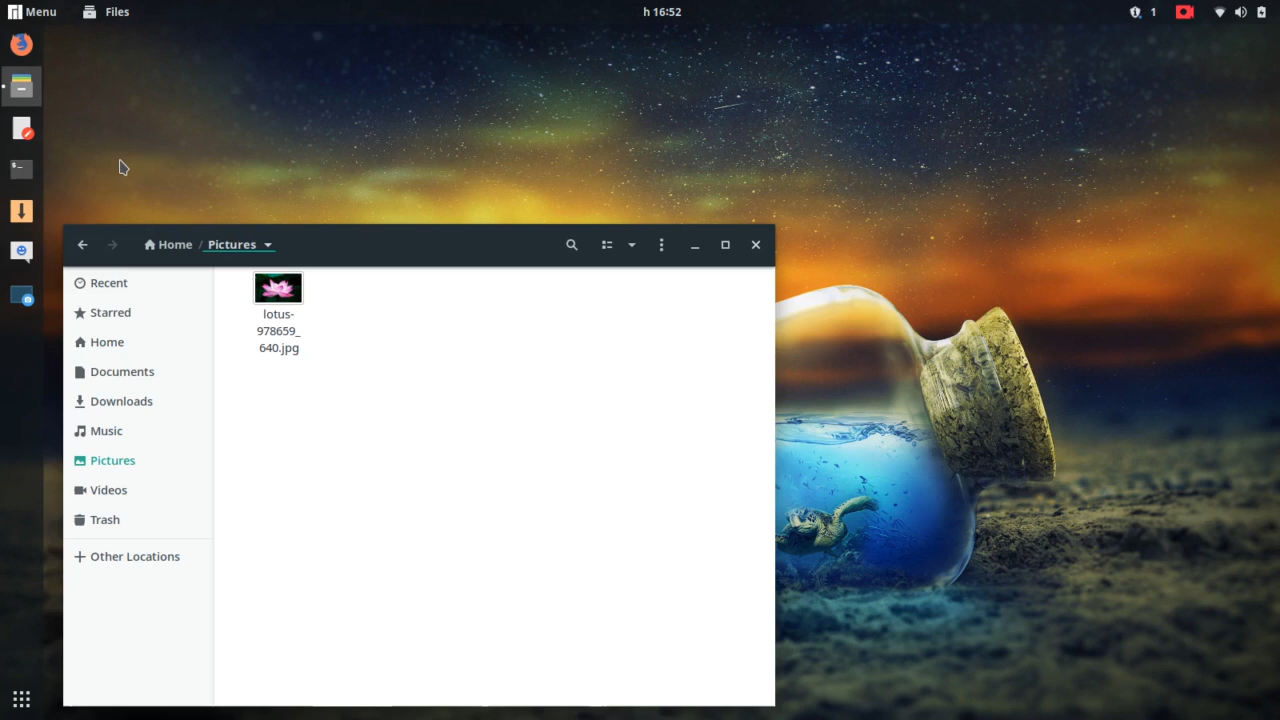 Menu Files h 16:52 1
Home / Pictures
Recent
Starred
Home
Documents
Downloads
Music
Pictures
Videos
Trash
Other Locations
lotus-
978659_
640.jpg